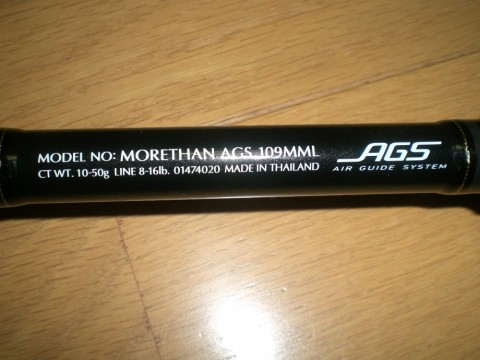 MODEL NO: MORETHAN AGS 109MML
CT WT. 10-50g LINE 8-16lb. 01474020 MADE IN THAILAND
AGS
AIR GUIDE SYSTEM